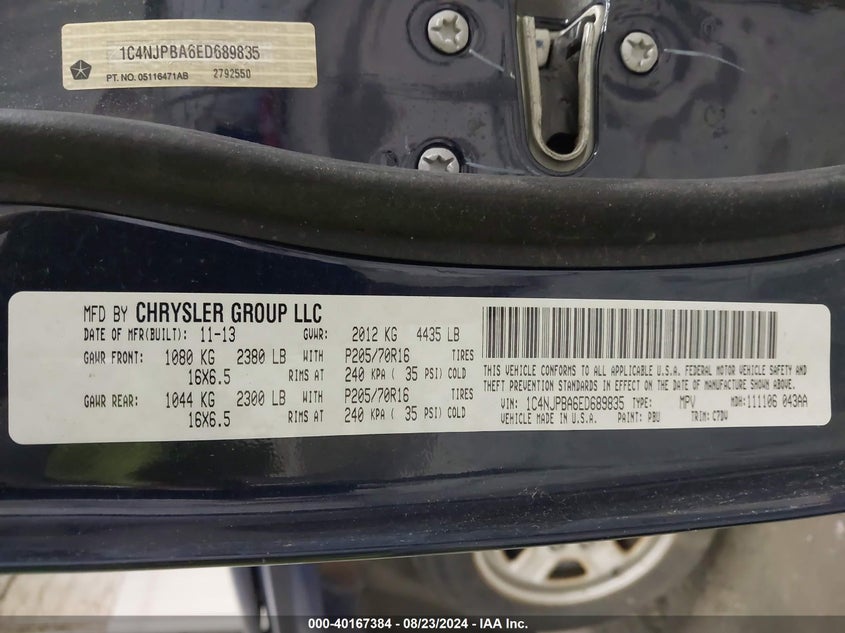 1C4NJPBA6ED689835
PT. NO. 05116471AB 2792550
MFD BY CHRYSLER GROUP LLC
DATE OF MFR(BUILT): 11-13 GVWR: 2012 KG 4435 LB
GAWR FRONT: 1080 KG 2380 LB WITH P205/70R16 TIRES
16X6.5 RIMS AT 240 KPA ( 35 PSI) COLD
GAWR REAR: 1044 KG 2300 LB WITH P205/70R16 TIRES
16X6.5 RIMS AT 240 KPA ( 35 PSI) COLD
THIS VEHICLE CONFORMS TO ALL APPLICABLE U.S.A. FEDERAL MOTOR VEHICLE SAFETY AND
THEFT PREVENTION STANDARDS IN EFFECT ON THE DATE OF MANUFACTURE SHOWN ABOVE.
VIN: 1C4NJPBA6ED689835 TYPE: MPV MDH: 111106 043AA
VEHICLE MADE IN U.S.A. PAINT: PBU TRIM: C7DV
000-40167384 - 08/23/2024 - IAA Inc.